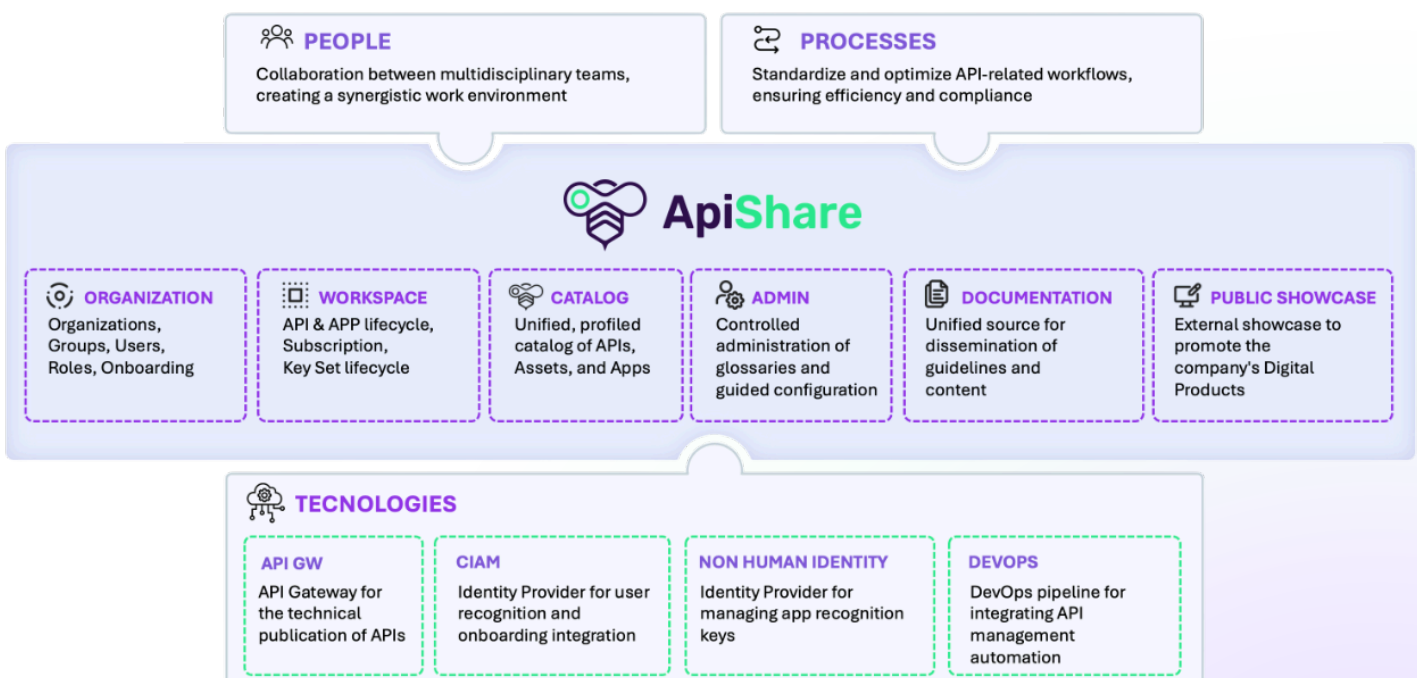 PEOPLE
Collaboration between multidisciplinary teams,
creating a synergistic work environment
PROCESSES
Standardize and optimize API-related workflows,
ensuring efficiency and compliance
ApiShare
ORGANIZATION
Organizations,
Groups, Users,
Roles, Onboarding
WORKSPACE
API & APP lifecycle,
Subscription,
Key Set lifecycle
CATALOG
Unified, profiled
catalog of APIs,
Assets, and Apps
ADMIN
Controlled
administration of
glossaries and
guided configuration
DOCUMENTATION
Unified source for
dissemination of
guidelines and
content
PUBLIC SHOWCASE
External showcase to
promote the
company's Digital
Products
TECNOLOGIES
API GW
API Gateway for
the technical
publication of APIs
CIAM
Identity Provider for user
recognition and
onboarding integration
NON HUMAN IDENTITY
Identity Provider for
managing app recognition
keys
DEVOPS
DevOps pipeline for
integrating API
management
automation